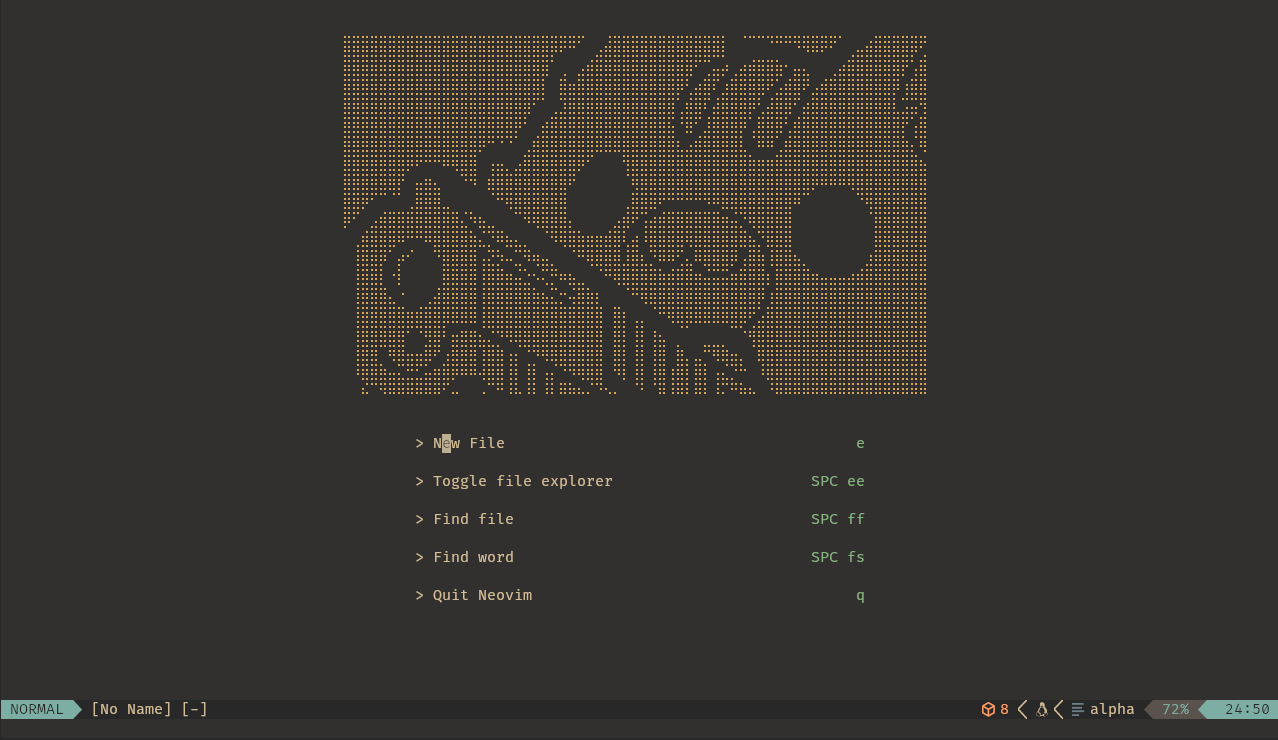 > New File e
> Toggle file explorer SPC ee
> Find file SPC ff
> Find word SPC fs
> Quit Neovim q
NORMAL [No Name] [-] 8 alpha 72% 24:50